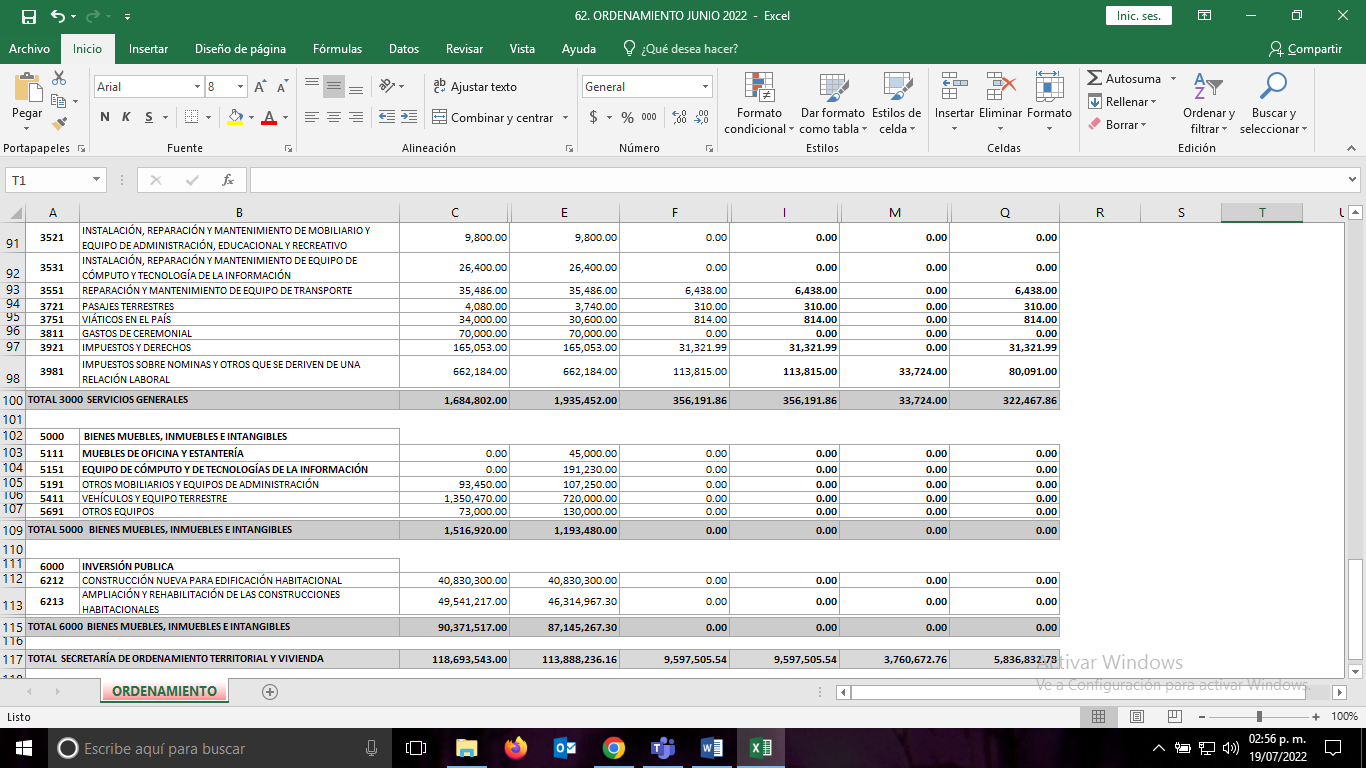 62. ORDENAMIENTO JUNIO 2022 - Excel
Inic. ses.
Archivo Inicio Insertar Diseño de página Fórmulas Datos Revisar Vista Ayuda ¿Qué desea hacer? Compartir
Pegar
Arial 8
Ajustar texto
General
Autosuma
N K S
Combinar y centrar
$ % 000
Formato condicional
Dar formato como tabla
Estilos de celda
Insertar Eliminar Formato
Rellenar
Borrar
Ordenar y filtrar
Buscar y seleccionar
Portapapeles Fuente Alineación Número Estilos Celdas Edición
T1 fx
A B C E F I M Q R S T U
91 3521 INSTALACIÓN, REPARACIÓN Y MANTENIMIENTO DE MOBILIARIO Y
EQUIPO DE ADMINISTRACIÓN, EDUCACIONAL Y RECREATIVO 9,800.00 9,800.00 0.00 0.00 0.00 0.00
92 3531 INSTALACIÓN, REPARACIÓN Y MANTENIMIENTO DE EQUIPO DE
CÓMPUTO Y TECNOLOGÍA DE LA INFORMACIÓN 26,400.00 26,400.00 0.00 0.00 0.00 0.00
93 3551 REPARACIÓN Y MANTENIMIENTO DE EQUIPO DE TRANSPORTE 35,486.00 35,486.00 6,438.00 6,438.00 0.00 6,438.00
94 3721 PASAJES TERRESTRES 4,080.00 3,740.00 310.00 310.00 0.00 310.00
95 3751 VIÁTICOS EN EL PAÍS 34,000.00 30,600.00 814.00 814.00 0.00 814.00
96 3811 GASTOS DE CEREMONIAL 70,000.00 70,000.00 0.00 0.00 0.00 0.00
97 3921 IMPUESTOS Y DERECHOS 165,053.00 165,053.00 31,321.99 31,321.99 0.00 31,321.99
98 3981 IMPUESTOS SOBRE NOMINAS Y OTROS QUE SE DERIVEN DE UNA
RELACIÓN LABORAL 662,184.00 662,184.00 113,815.00 113,815.00 33,724.00 80,091.00
100 TOTAL 3000 SERVICIOS GENERALES 1,684,802.00 1,935,452.00 356,191.86 356,191.86 33,724.00 322,467.86
101
102 5000 BIENES MUEBLES, INMUEBLES E INTANGIBLES
103 5111 MUEBLES DE OFICINA Y ESTANTERÍA 0.00 45,000.00 0.00 0.00 0.00 0.00
104 5151 EQUIPO DE CÓMPUTO Y DE TECNOLOGÍAS DE LA INFORMACIÓN 0.00 191,230.00 0.00 0.00 0.00 0.00
105 5191 OTROS MOBILIARIOS Y EQUIPOS DE ADMINISTRACIÓN 93,450.00 107,250.00 0.00 0.00 0.00 0.00
106 5411 VEHÍCULOS Y EQUIPO TERRESTRE 1,350,470.00 720,000.00 0.00 0.00 0.00 0.00
107 5691 OTROS EQUIPOS 73,000.00 130,000.00 0.00 0.00 0.00 0.00
109 TOTAL 5000 BIENES MUEBLES, INMUEBLES E INTANGIBLES 1,516,920.00 1,193,480.00 0.00 0.00 0.00 0.00
110
111 6000 INVERSIÓN PUBLICA
112 6212 CONSTRUCCIÓN NUEVA PARA EDIFICACIÓN HABITACIONAL 40,830,300.00 40,830,300.00 0.00 0.00 0.00 0.00
113 6213 AMPLIACIÓN Y REHABILITACIÓN DE LAS CONSTRUCCIONES
HABITACIONALES 49,541,217.00 46,314,967.30 0.00 0.00 0.00 0.00
115 TOTAL 6000 BIENES MUEBLES, INMUEBLES E INTANGIBLES 90,371,517.00 87,145,267.30 0.00 0.00 0.00 0.00
116
117 TOTAL SECRETARÍA DE ORDENAMIENTO TERRITORIAL Y VIVIENDA 118,693,543.00 113,888,236.16 9,597,505.54 9,597,505.54 3,760,672.76 5,836,832.78
Activar Windows
Ve a Configuración para activar Windows.
ORDENAMIENTO
Listo 100%
Escribe aquí para buscar
02:56 p. m.
19/07/2022